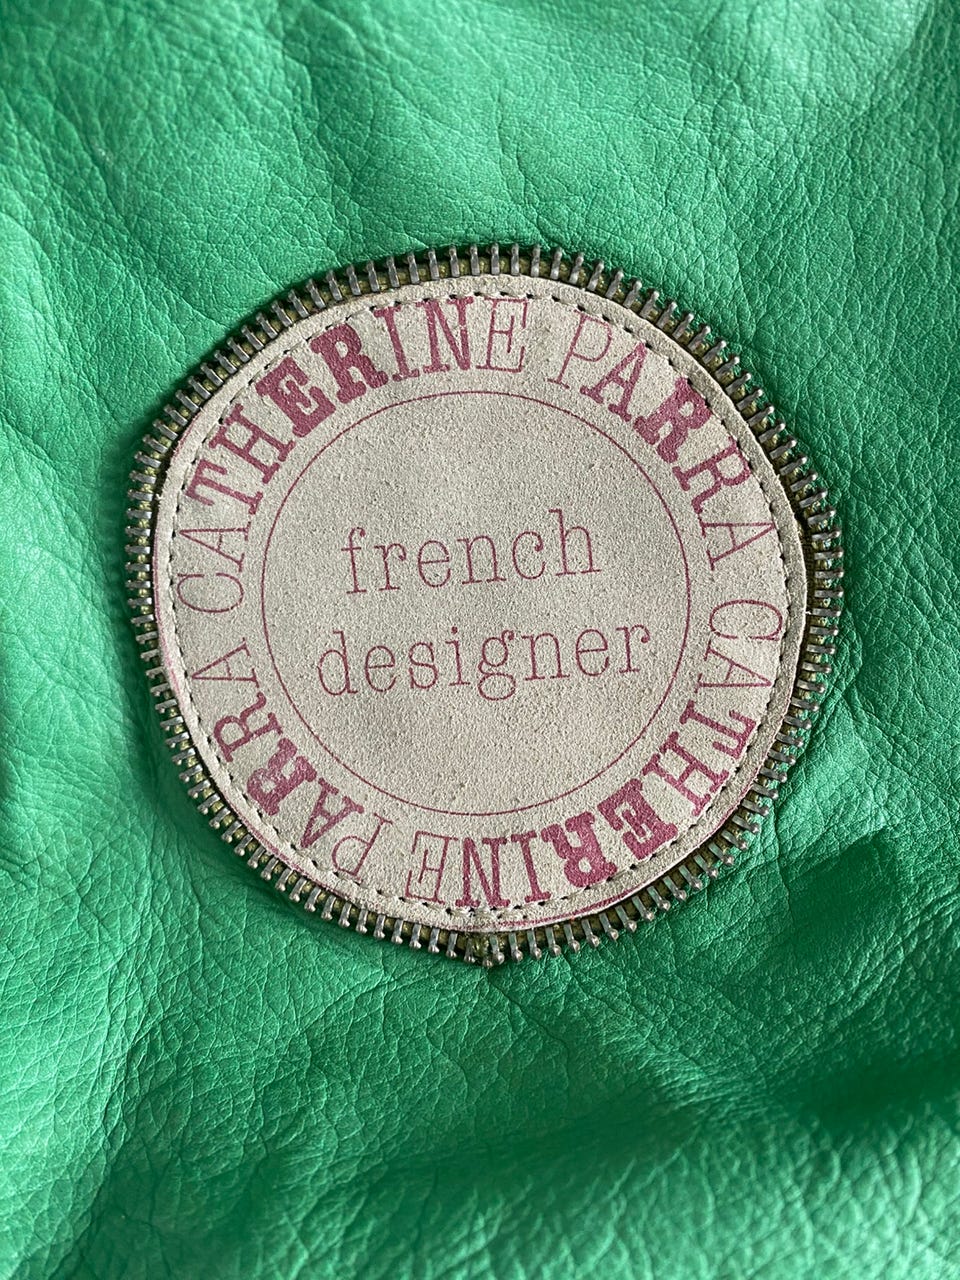 CATHERINE PARRA CATHERINE PARRA
french
designer